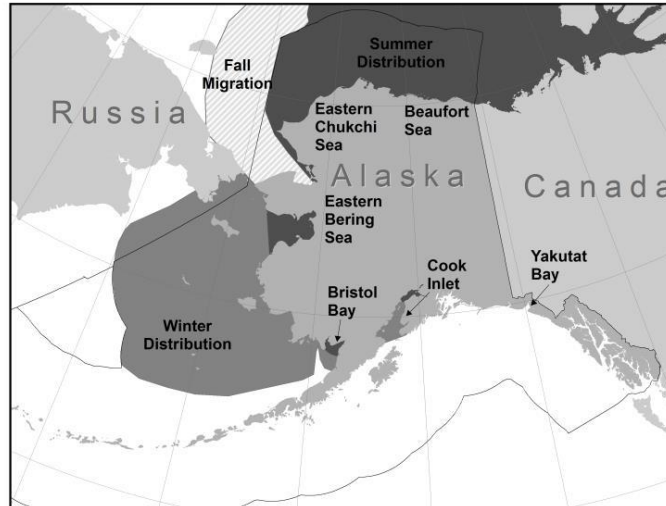 Fall
Migration
Summer
Distribution
Russia
Eastern
Chukchi
Sea
Beaufort
Sea
Alaska
Canada
Eastern
Bering
Sea
Yakutat
Bay
Cook
Inlet
Bristol
Bay
Winter
Distribution